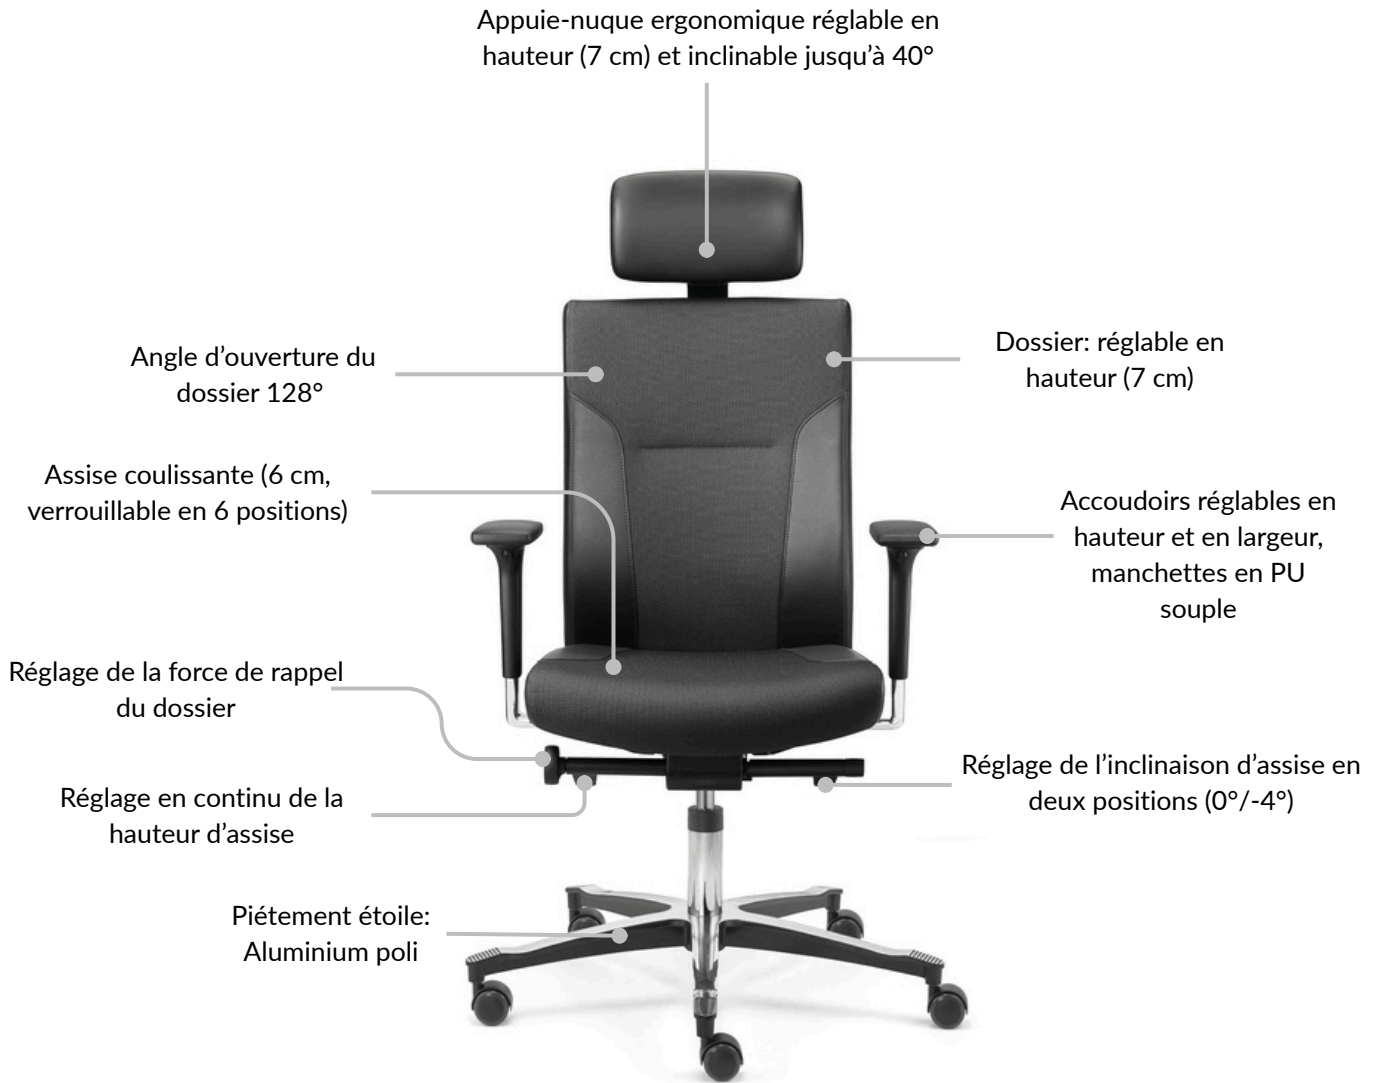 Appuie-nuque ergonomique réglable en
hauteur (7 cm) et inclinable jusqu’à 40°
Angle d’ouverture du
dossier 128°
Dossier: réglable en
hauteur (7 cm)
Assise coulissante (6 cm,
verrouillable en 6 positions)
Accoudoirs réglables en
hauteur et en largeur,
manchettes en PU
souple
Réglage de la force de rappel
du dossier
Réglage de l’inclinaison d’assise en
deux positions (0°/-4°)
Réglage en continu de la
hauteur d’assise
Piétement étoile:
Aluminium poli